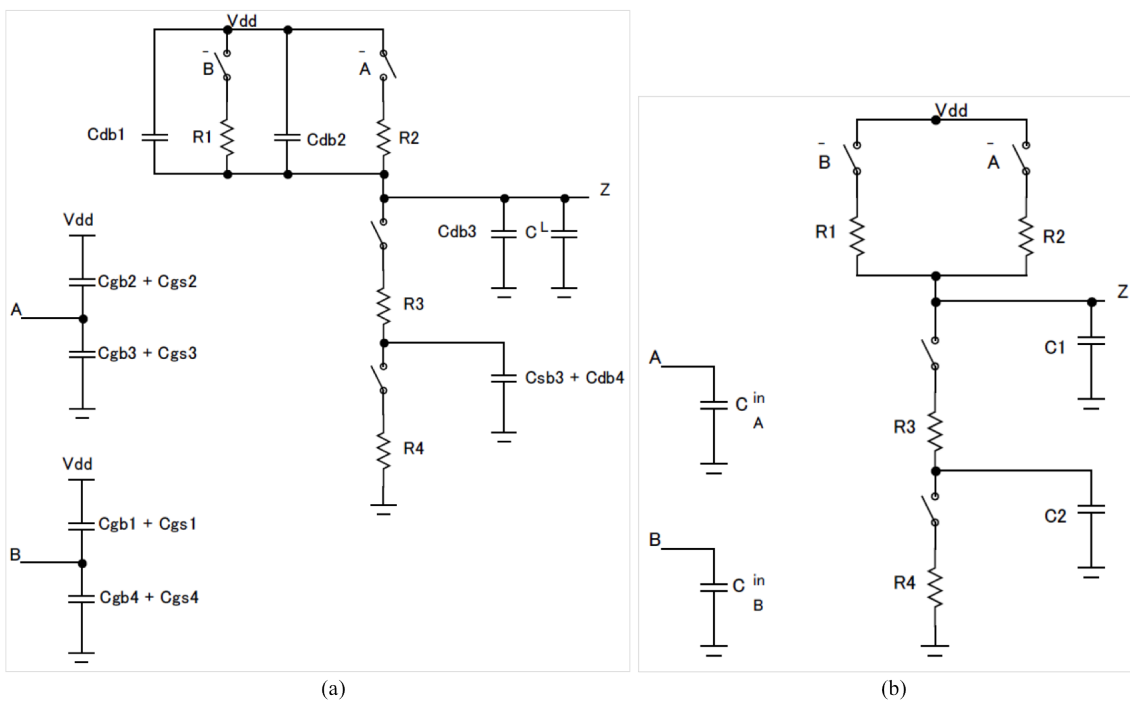 Vdd
B
A
Cdb1
R1
Cdb2
R2
Z
Cdb3
C L
Vdd
Cgb2 + Cgs2
A
Cgb3 + Cgs3
R3
Csb3 + Cdb4
R4
Vdd
Cgb1 + Cgs1
B
Cgb4 + Cgs4
(a)
Vdd
B
A
R1
R2
Z
C1
A
C in
A
R3
C2
B
C in
B
R4
(b)